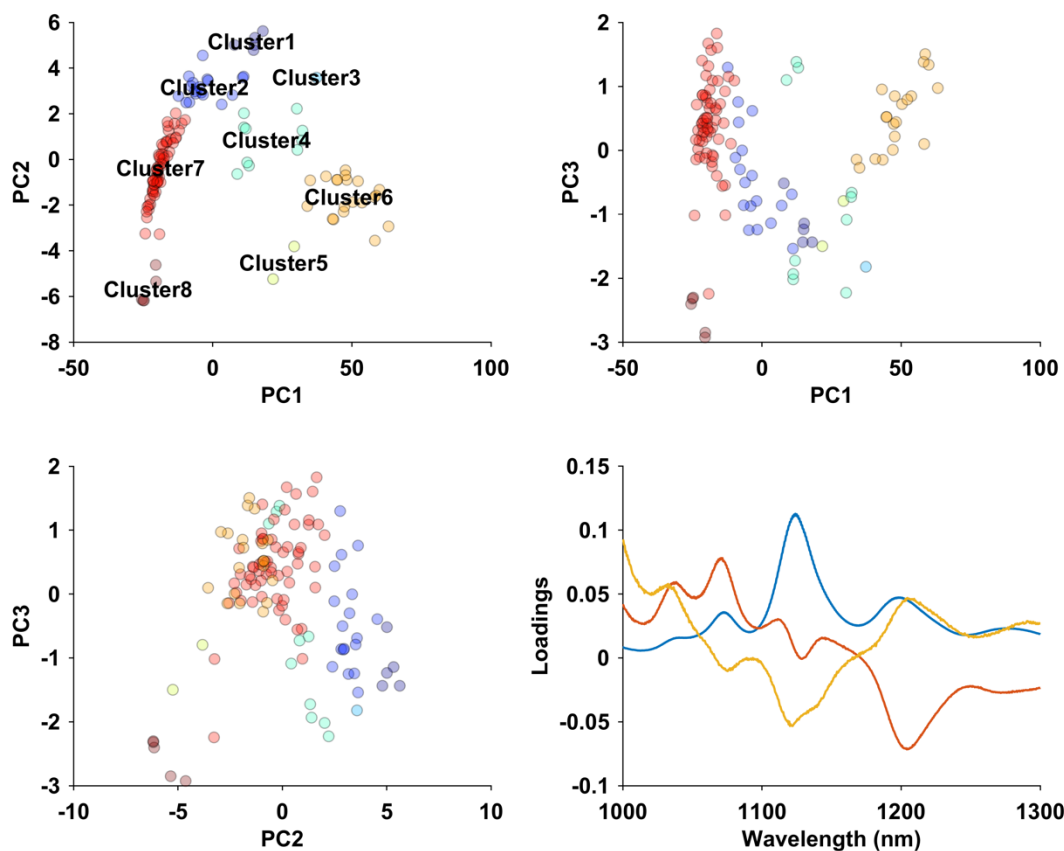 6
4
2
0
-2
-4
-6
-8
PC2
Cluster1
Cluster2
Cluster3
Cluster4
Cluster7
Cluster6
Cluster5
Cluster8
-50
0
50
100
PC1
2
1
0
-1
-2
-3
PC3
-50
0
50
100
PC1
2
1
0
-1
-2
-3
PC3
-10
-5
0
5
10
PC2
0.15
0.1
0.05
0
-0.05
-0.1
Loadings
1000
1100
1200
1300
Wavelength (nm)